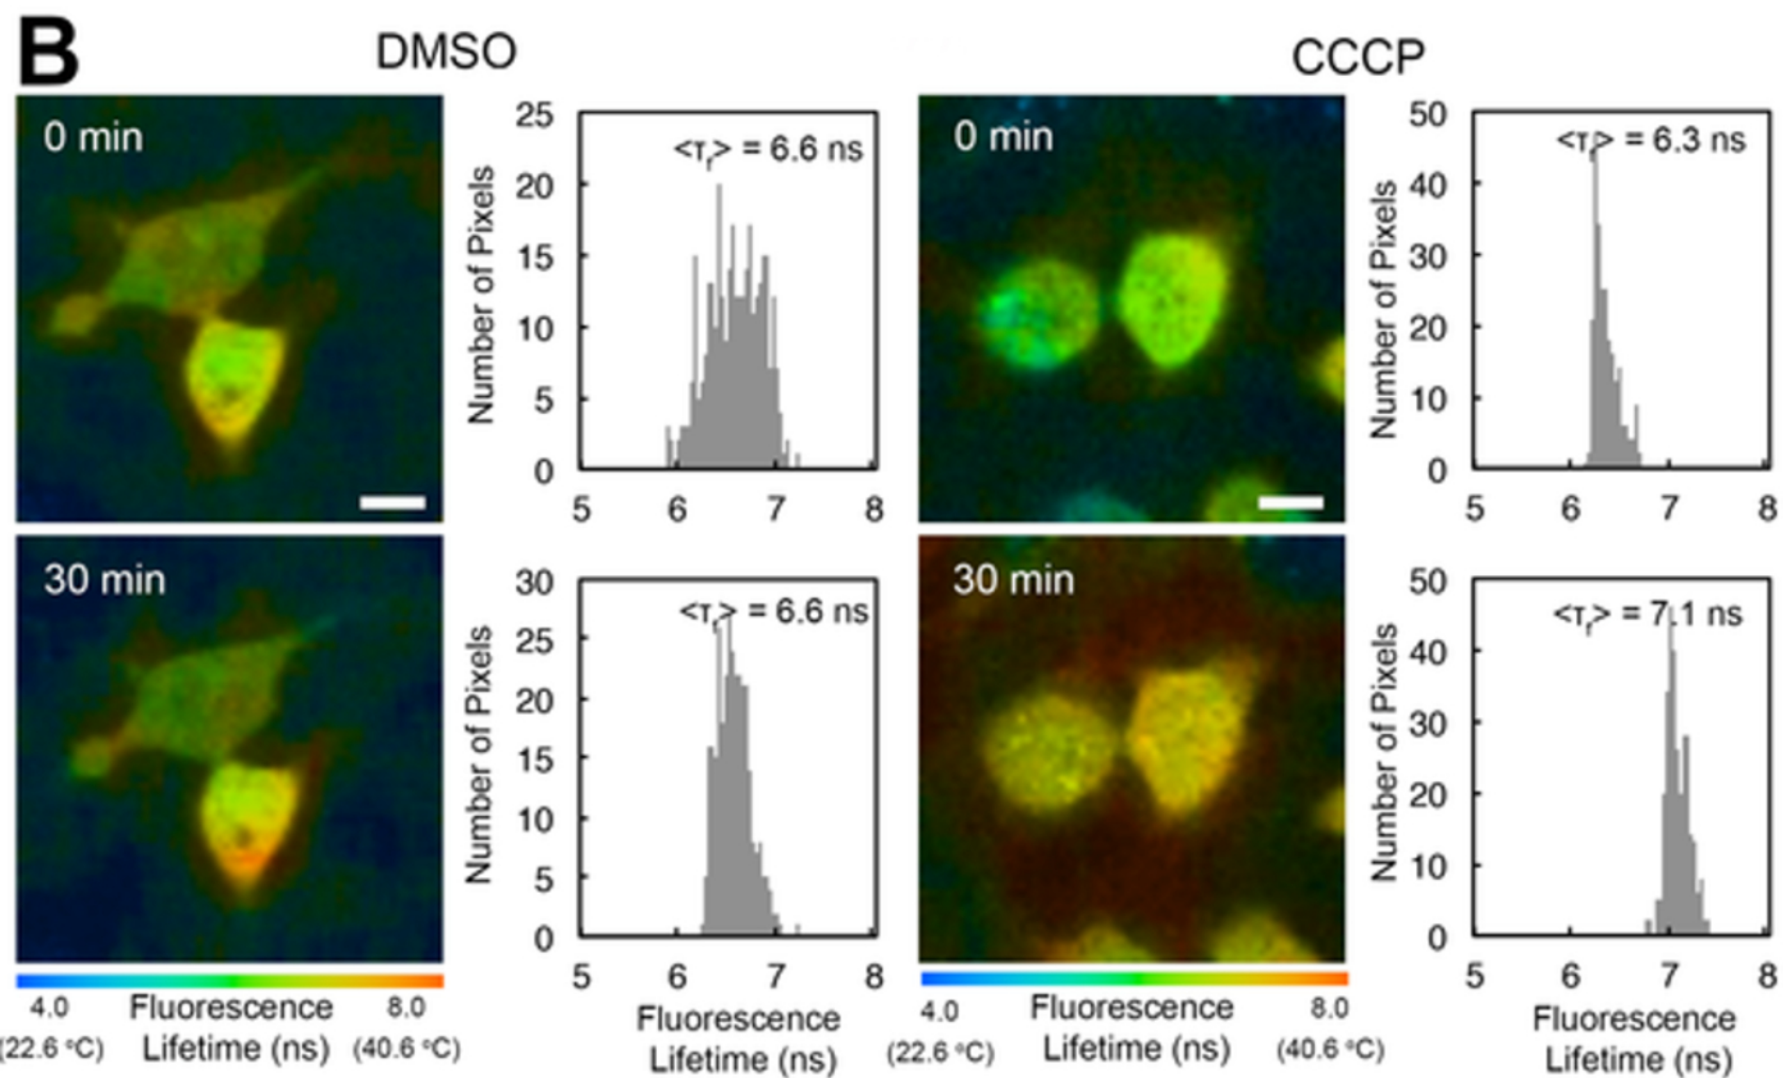 B
DMSO
CCCP
0 min
25
20
15
10
5
0
Number of Pixels
<τf> = 6.6 ns
5 6 7 8
0 min
50
40
30
20
10
0
Number of Pixels
<τf> = 6.3 ns
5 6 7 8
30 min
30
25
20
15
10
5
0
Number of Pixels
<τf> = 6.6 ns
5 6 7 8
Fluorescence
Lifetime (ns)
30 min
50
40
30
20
10
0
Number of Pixels
<τf> = 7.1 ns
5 6 7 8
Fluorescence
Lifetime (ns)
4.0 Fluorescence 8.0
(22.6 °C) Lifetime (ns) (40.6 °C)
4.0 Fluorescence 8.0
(22.6 °C) Lifetime (ns) (40.6 °C)